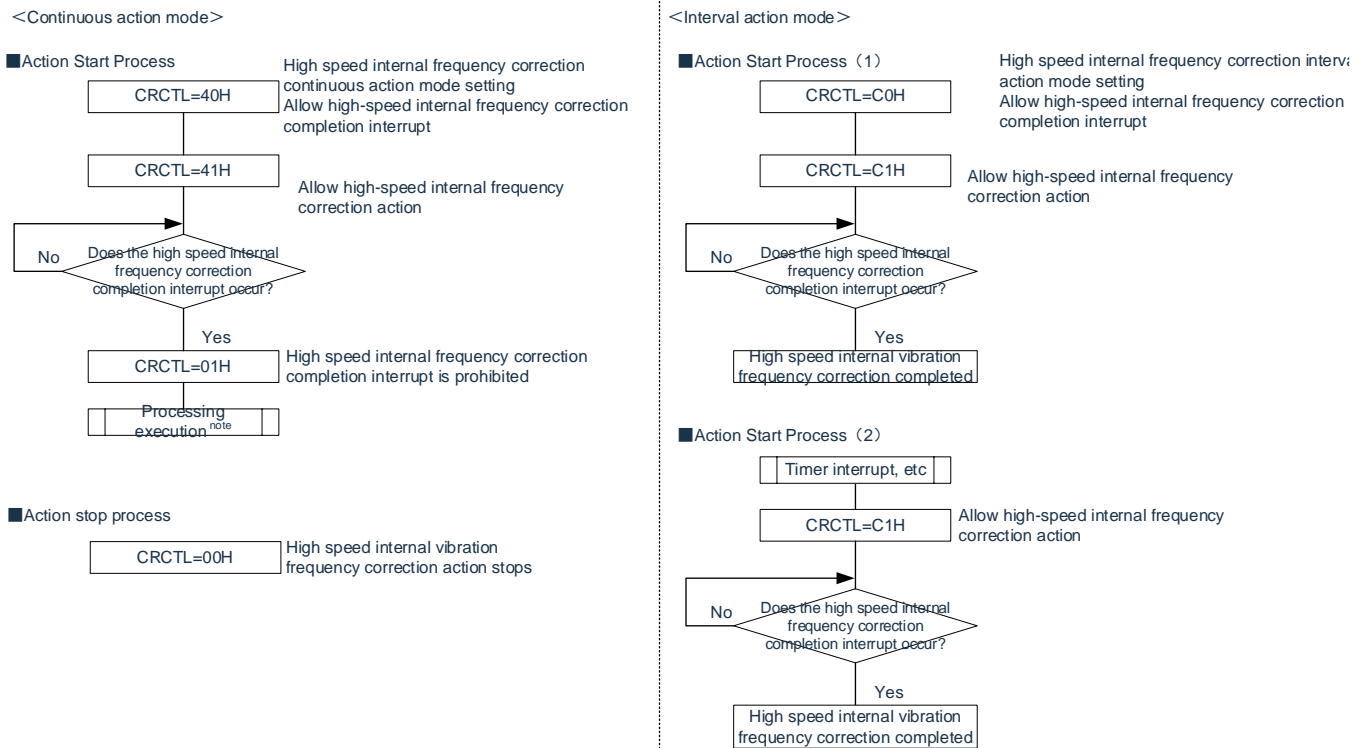 ＜Continuous action mode＞
■Action Start Process
CRCTL=40H
High speed internal frequency correction
continuous action mode setting
Allow high-speed internal frequency correction
completion interrupt
CRCTL=41H
Allow high-speed internal frequency
correction action
No
Does the high speed internal
frequency correction
completion interrupt occur?
Yes
CRCTL=01H
High speed internal frequency correction
completion interrupt is prohibited
Processing
execution note
■Action stop process
CRCTL=00H
High speed internal vibration
frequency correction action stops
＜Interval action mode＞
■Action Start Process（1）
CRCTL=C0H
High speed internal frequency correction interva
action mode setting
Allow high-speed internal frequency correction
completion interrupt
CRCTL=C1H
Allow high-speed internal frequency
correction action
No
Does the high speed internal
frequency correction
completion interrupt occur?
Yes
High speed internal vibration
frequency correction completed
■Action Start Process（2）
Timer interrupt, etc
CRCTL=C1H
Allow high-speed internal frequency
correction action
No
Does the high speed internal
frequency correction
completion interrupt occur?
Yes
High speed internal vibration
frequency correction completed